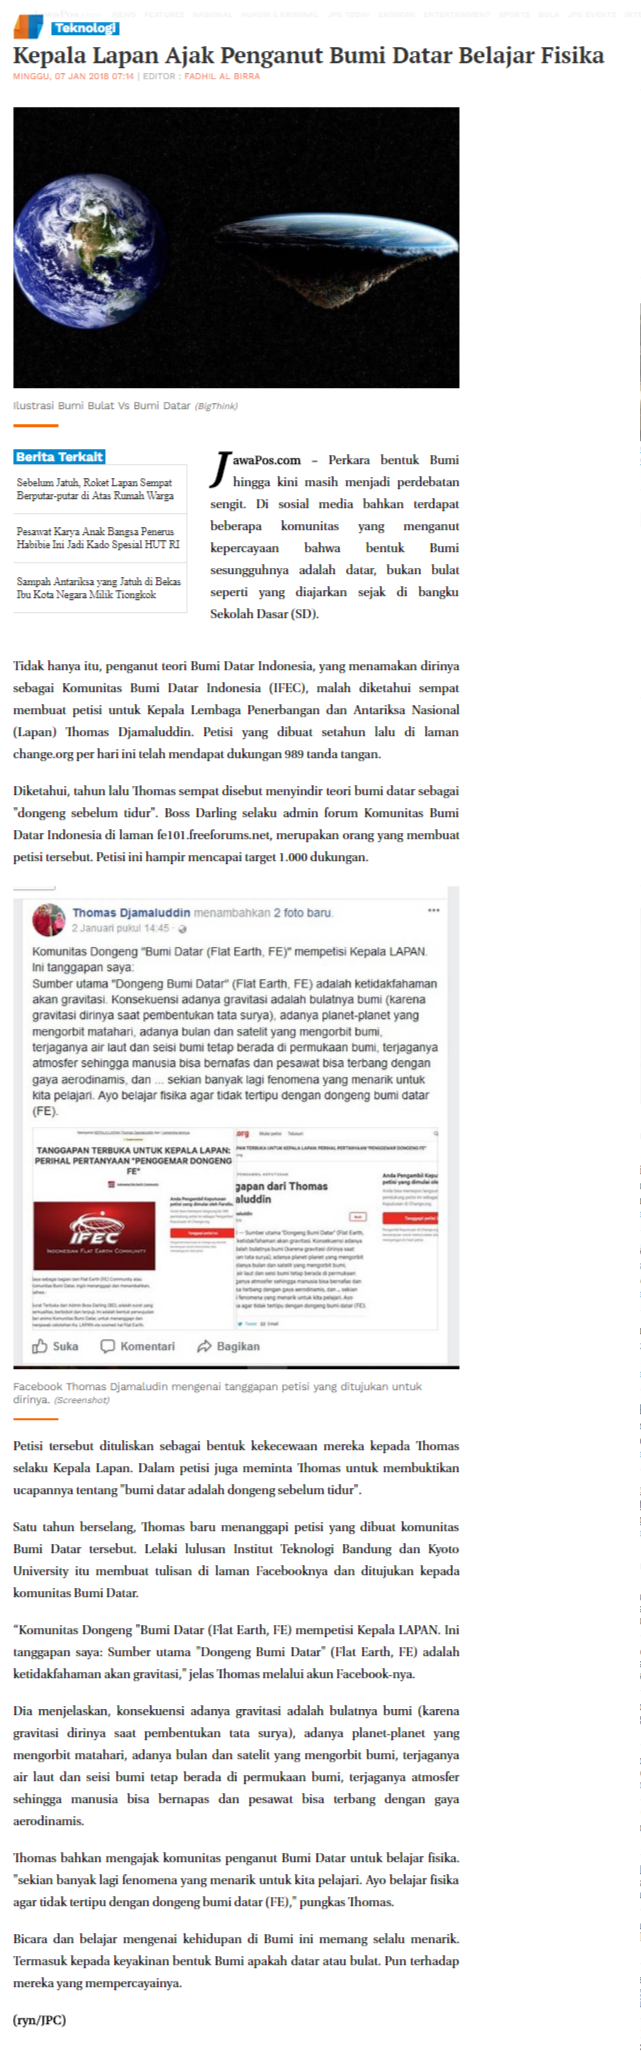 Teknologi
Kepala Lapan Ajak Penganut Bumi Datar Belajar Fisika
MINGGU, 07 JAN 2018 07:14 | EDITOR : FADHIL AL BIRRA
Ilustrasi Bumi Bulat Vs Bumi Datar (BigThink)
Berita Terkait
Sebelum Jatuh, Roket Lapan Sempat
Berputar-putar di Atas Rumah Warga
Pesawat Karya Anak Bangsa Penerus
Habibie Ini Jadi Kado Spesial HUT RI
Sampah Antariksa yang Jatuh di Bekas
Ibu Kota Negara Milik Tiongkok
JawaPos.com – Perkara bentuk Bumi
hingga kini masih menjadi perdebatan
sengit. Di sosial media bahkan terdapat
beberapa komunitas yang menganut
kepercayaan bahwa bentuk Bumi
sesungguhnya adalah datar, bukan bulat
seperti yang diajarkan sejak di bangku
Sekolah Dasar (SD).
Tidak hanya itu, penganut teori Bumi Datar Indonesia, yang menamakan dirinya
sebagai Komunitas Bumi Datar Indonesia (IFEC), malah diketahui sempat
membuat petisi untuk Kepala Lembaga Penerbangan dan Antariksa Nasional
(Lapan) Thomas Djamaluddin. Petisi yang dibuat setahun lalu di laman
change.org per hari ini telah mendapat dukungan 989 tanda tangan.
Diketahui, tahun lalu Thomas sempat disebut menyindir teori bumi datar sebagai
"dongeng sebelum tidur". Boss Darling selaku admin forum Komunitas Bumi
Datar Indonesia di laman fe101.freeforums.net, merupakan orang yang membuat
petisi tersebut. Petisi ini hampir mencapai target 1.000 dukungan.
Thomas Djamaluddin menambahkan 2 foto baru.
2 Januari pukul 14:45 ·
Komunitas Dongeng "Bumi Datar (Flat Earth, FE)" mempetisi Kepala LAPAN.
Ini tanggapan saya:
Sumber utama "Dongeng Bumi Datar" (Flat Earth, FE) adalah ketidakfahaman
akan gravitasi. Konsekuensi adanya gravitasi adalah bulatnya bumi (karena
gravitasi dirinya saat pembentukan tata surya), adanya planet-planet yang
mengorbit matahari, adanya bulan dan satelit yang mengorbit bumi,
terjaganya air laut dan seisi bumi tetap berada di permukaan bumi, terjaganya
atmosfer sehingga manusia bisa bernafas dan pesawat bisa terbang dengan
gaya aerodinamis, dan ... sekian banyak lagi fenomena yang menarik untuk
kita pelajari. Ayo belajar fisika agar tidak tertipu dengan dongeng bumi datar
(FE).
TANGGAPAN TERBUKA UNTUK KEPALA LAPAN:
PERIHAL PERTANYAAN "PENGGEMAR DONGENG
FE"
IFEC
INDONESIAN FLAT EARTH COMMUNITY
.org
gapan dari Thomas
aluddin
Suka Komentari Bagikan
Facebook Thomas Djamaludin mengenai tanggapan petisi yang ditujukan untuk
dirinya. (Screenshot)
Petisi tersebut dituliskan sebagai bentuk kekecewaan mereka kepada Thomas
selaku Kepala Lapan. Dalam petisi juga meminta Thomas untuk membuktikan
ucapannya tentang "bumi datar adalah dongeng sebelum tidur".
Satu tahun berselang, Thomas baru menanggapi petisi yang dibuat komunitas
Bumi Datar tersebut. Lelaki lulusan Institut Teknologi Bandung dan Kyoto
University itu membuat tulisan di laman Facebooknya dan ditujukan kepada
komunitas Bumi Datar.
“Komunitas Dongeng "Bumi Datar (Flat Earth, FE) mempetisi Kepala LAPAN. Ini
tanggapan saya: Sumber utama "Dongeng Bumi Datar" (Flat Earth, FE) adalah
ketidakfahaman akan gravitasi," jelas Thomas melalui akun Facebook-nya.
Dia menjelaskan, konsekuensi adanya gravitasi adalah bulatnya bumi (karena
gravitasi dirinya saat pembentukan tata surya), adanya planet-planet yang
mengorbit matahari, adanya bulan dan satelit yang mengorbit bumi, terjaganya
air laut dan seisi bumi tetap berada di permukaan bumi, terjaganya atmosfer
sehingga manusia bisa bernapas dan pesawat bisa terbang dengan gaya
aerodinamis.
Thomas bahkan mengajak komunitas penganut Bumi Datar untuk belajar fisika.
"sekian banyak lagi fenomena yang menarik untuk kita pelajari. Ayo belajar fisika
agar tidak tertipu dengan dongeng bumi datar (FE)," pungkas Thomas.
Bicara dan belajar mengenai kehidupan di Bumi ini memang selalu menarik.
Termasuk kepada keyakinan bentuk Bumi apakah datar atau bulat. Pun terhadap
mereka yang mempercayainya.
(ryn/JPC)